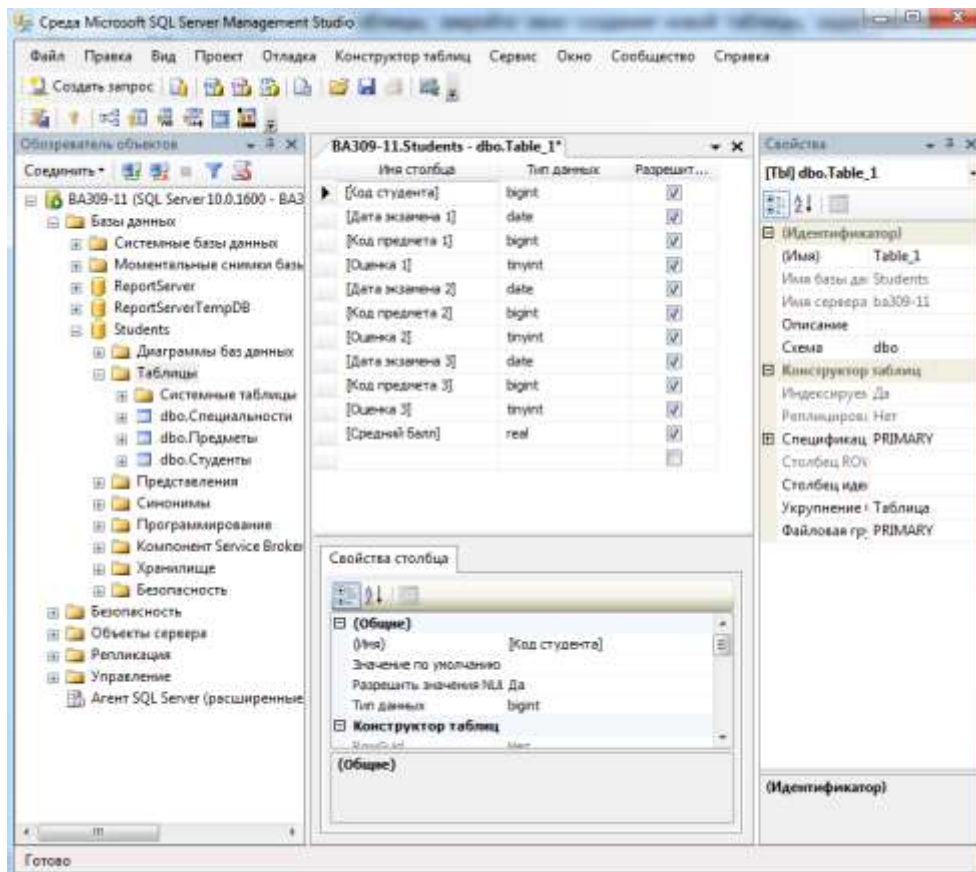 Среда Microsoft SQL Server Management Studio
Файл Правка Вид Проект Отладка Конструктор таблиц Сервис Окно Сообщество Справка
Создать запрос
Обозреватель объектов
Соединить
BA309-11 (SQL Server 10.0.1600 - BA3
Базы данных
Системные базы данных
Моментальные снимки базь
ReportServer
ReportServerTempDB
Students
Диаграммы баз данных
Таблицы
Системные таблицы
dbo.Специальности
dbo.Предметы
dbo.Студенты
Представления
Синонимы
Программирование
Компонент Service Broker
Хранилище
Безопасность
Безопасность
Объекты сервера
Репликация
Управление
Агент SQL Server (расширенные
BA309-11.Students - dbo.Table_1*
Имя столбца Тип данных Разрешит...
[Код студента] bigint
[Дата экзамена 1] date
[Код предмета 1] bigint
[Оценка 1] tinyint
[Дата экзамена 2] date
[Код предмета 2] bigint
[Оценка 2] tinyint
[Дата экзамена 3] date
[Код предмета 3] bigint
[Оценка 3] tinyint
[Средний балл] real
Свойства столбца
(Общие)
(Имя) [Код студента]
Значение по умолчанию
Разрешить значения NUL Да
Тип данных bigint
Конструктор таблиц
RowGuid Нет
(Общие)
Свойства
[Tbl] dbo.Table_1
(Идентификатор)
(Имя) Table_1
Имя базы дан Students
Имя сервера ba309-11
Описание
Схема dbo
Конструктор таблиц
Индексирует Да
Реплицирова Нет
Спецификац PRIMARY
Столбец ROW
Столбец иден
Укрупнение Таблица
Файловая гр PRIMARY
(Идентификатор)
Готово